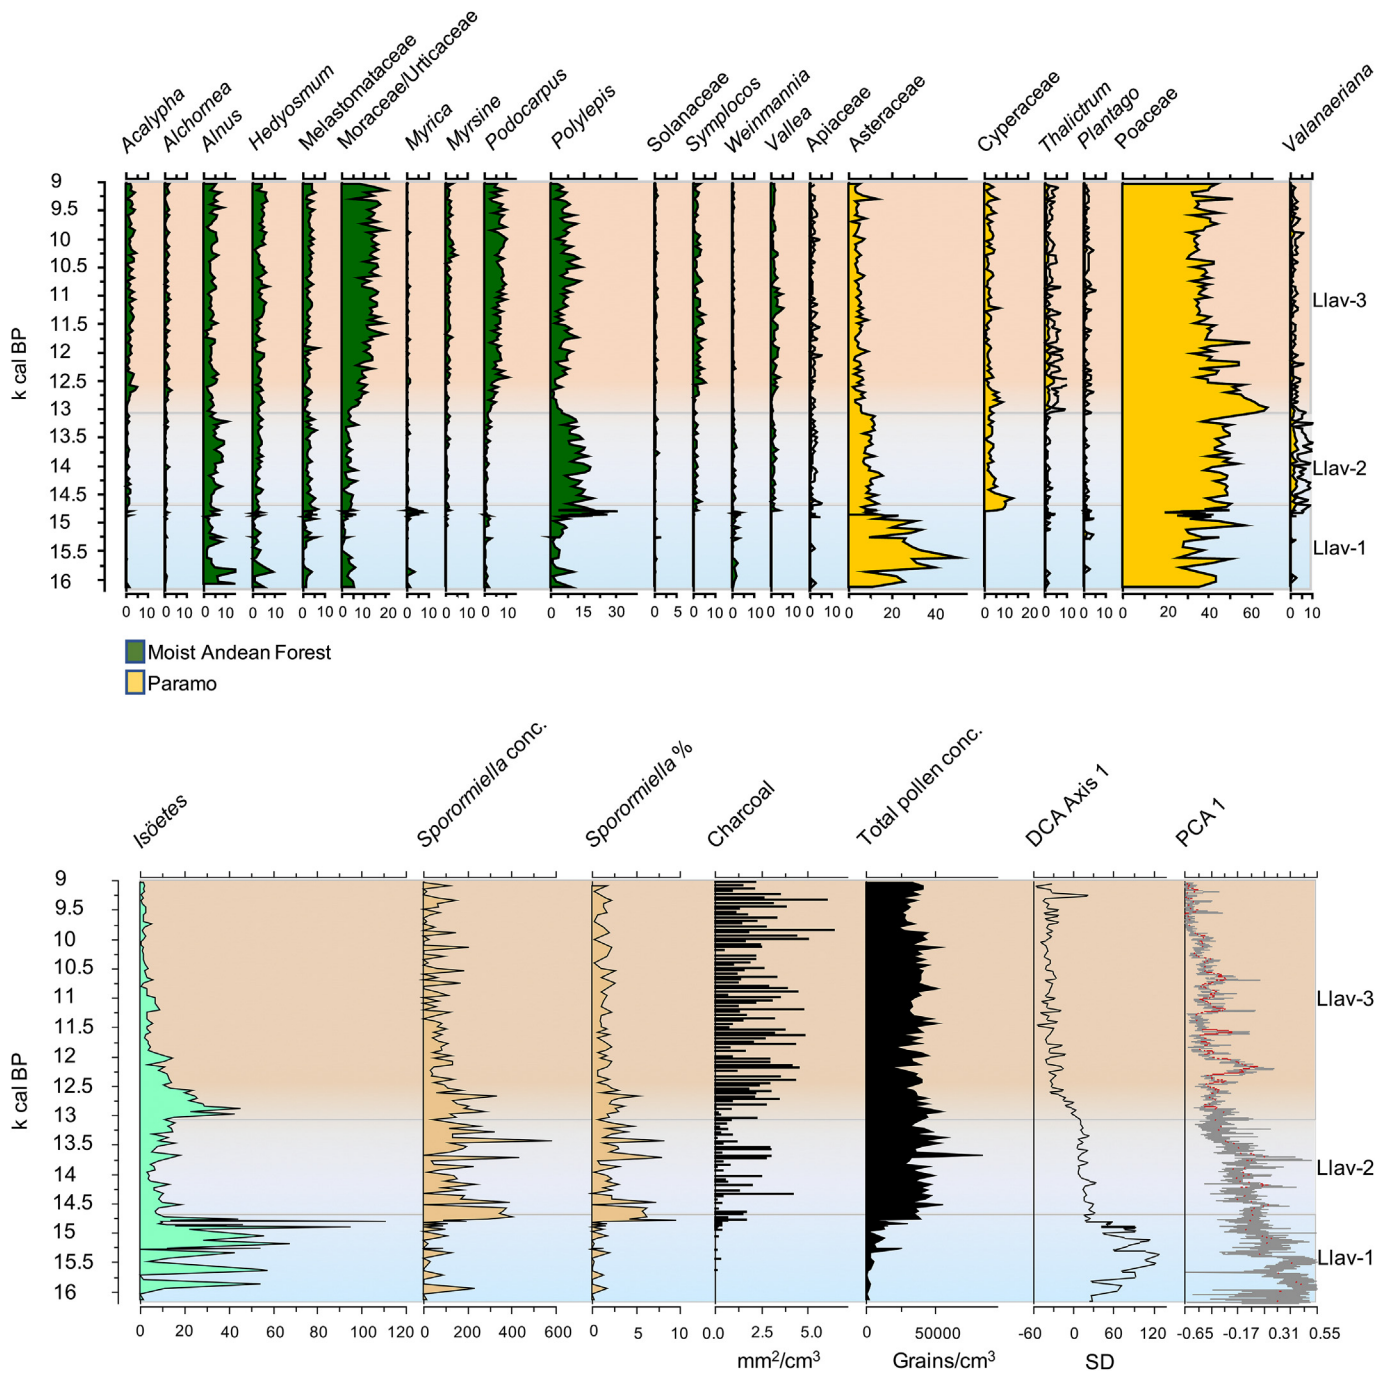 Acalypha
Alchornea
Alnus
Hedyosmum
Melastomataceae
Moraceae/Urticaceae
Myrica
Myrsine
Podocarpus
Polylepis
Solanaceae
Symplocos
Weinmannia
Vallea
Apiaceae
Asteraceae
Cyperaceae
Thalictrum
Plantago
Poaceae
Valanaeriana
k cal BP
9
9.5
10
10.5
11
11.5
12
12.5
13
13.5
14
14.5
15
15.5
16
Llav-3
Llav-2
Llav-1
0 10 0 10 0 10 0 10 0 10 0 10 20 0 10 0 10 0 10 0 15 30 0 5 0 10 0 10 0 10 0 10 0 20 40 0 10 20 0 10 0 10 0 20 40 60 0 10
Moist Andean Forest
Paramo
Isöetes
Sporormiella conc.
Sporormiella %
Charcoal
Total pollen conc.
DCA Axis 1
PCA 1
k cal BP
9
9.5
10
10.5
11
11.5
12
12.5
13
13.5
14
14.5
15
15.5
16
Llav-3
Llav-2
Llav-1
0 20 40 60 80 100 120 0 200 400 600 0 5 10 0.0 2.5 5.0 0 50000 -60 0 60 120 -0.65 -0.17 0.31 0.55
mm²/cm³ Grains/cm³ SD